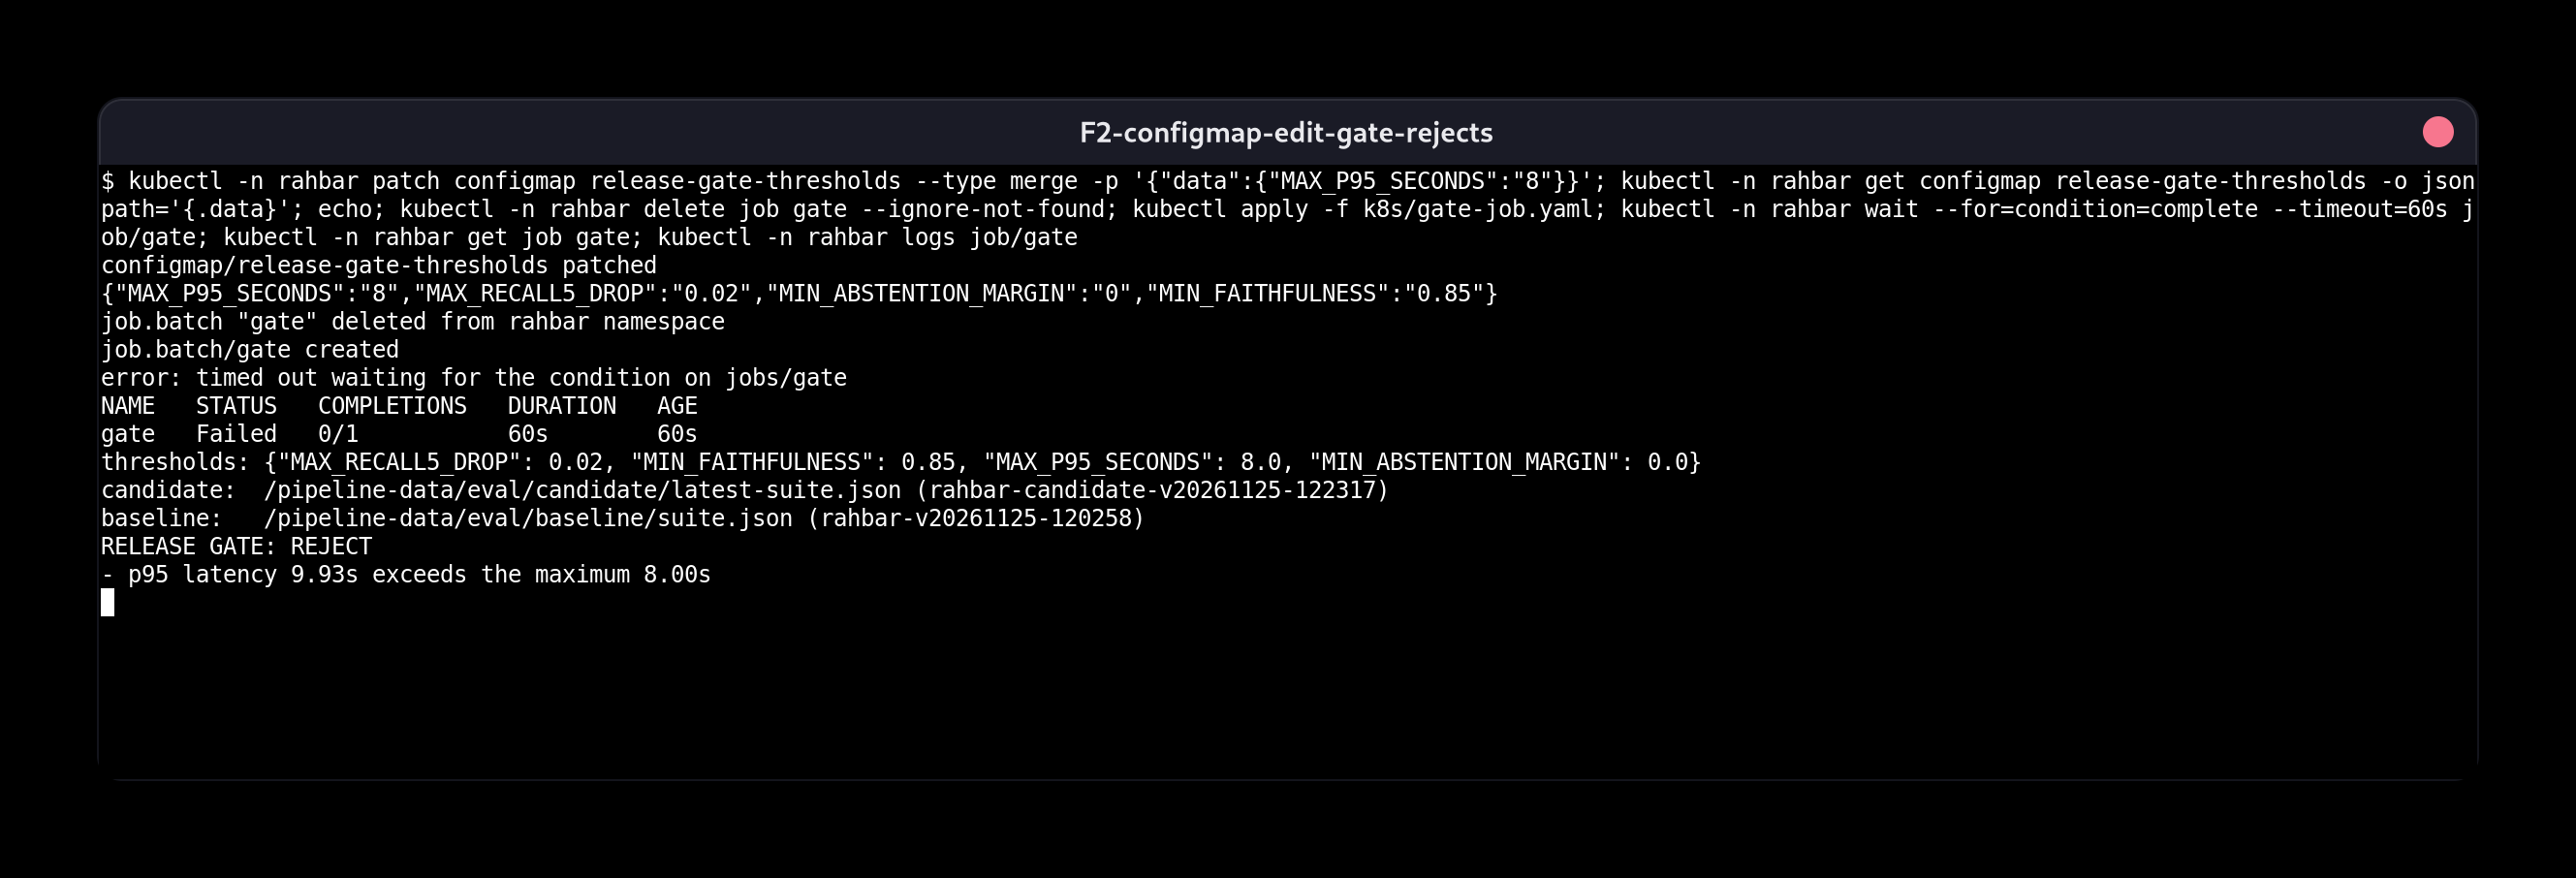 F2-configmap-edit-gate-rejects
$ kubectl -n rahbar patch configmap release-gate-thresholds --type merge -p '{"data":{"MAX_P95_SECONDS":"8"}}'; kubectl -n rahbar get configmap release-gate-thresholds -o json
path='{.data}'; echo; kubectl -n rahbar delete job gate --ignore-not-found; kubectl apply -f k8s/gate-job.yaml; kubectl -n rahbar wait --for=condition=complete --timeout=60s j
ob/gate; kubectl -n rahbar get job gate; kubectl -n rahbar logs job/gate
configmap/release-gate-thresholds patched
{"MAX_P95_SECONDS":"8","MAX_RECALL5_DROP":"0.02","MIN_ABSTENTION_MARGIN":"0","MIN_FAITHFULNESS":"0.85"}
job.batch "gate" deleted from rahbar namespace
job.batch/gate created
error: timed out waiting for the condition on jobs/gate
NAME   STATUS   COMPLETIONS   DURATION   AGE
gate   Failed   0/1           60s        60s
thresholds: {"MAX_RECALL5_DROP": 0.02, "MIN_FAITHFULNESS": 0.85, "MAX_P95_SECONDS": 8.0, "MIN_ABSTENTION_MARGIN": 0.0}
candidate:  /pipeline-data/eval/candidate/latest-suite.json (rahbar-candidate-v20261125-122317)
baseline:   /pipeline-data/eval/baseline/suite.json (rahbar-v20261125-120258)
RELEASE GATE: REJECT
- p95 latency 9.93s exceeds the maximum 8.00s